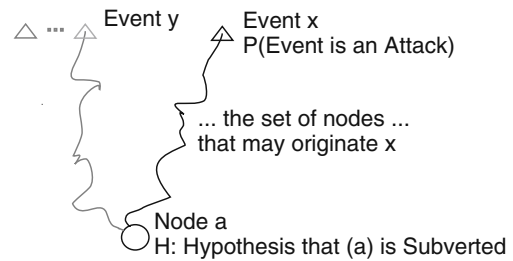 Event y
Event x
P(Event is an Attack)
... the set of nodes ...
that may originate x
Node a
H: Hypothesis that (a) is Subverted